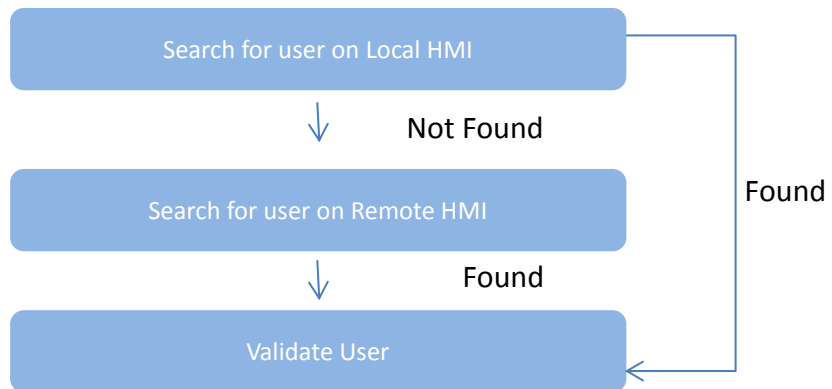 Search for user on Local HMI
Not Found
Search for user on Remote HMI
Found
Found
Validate User